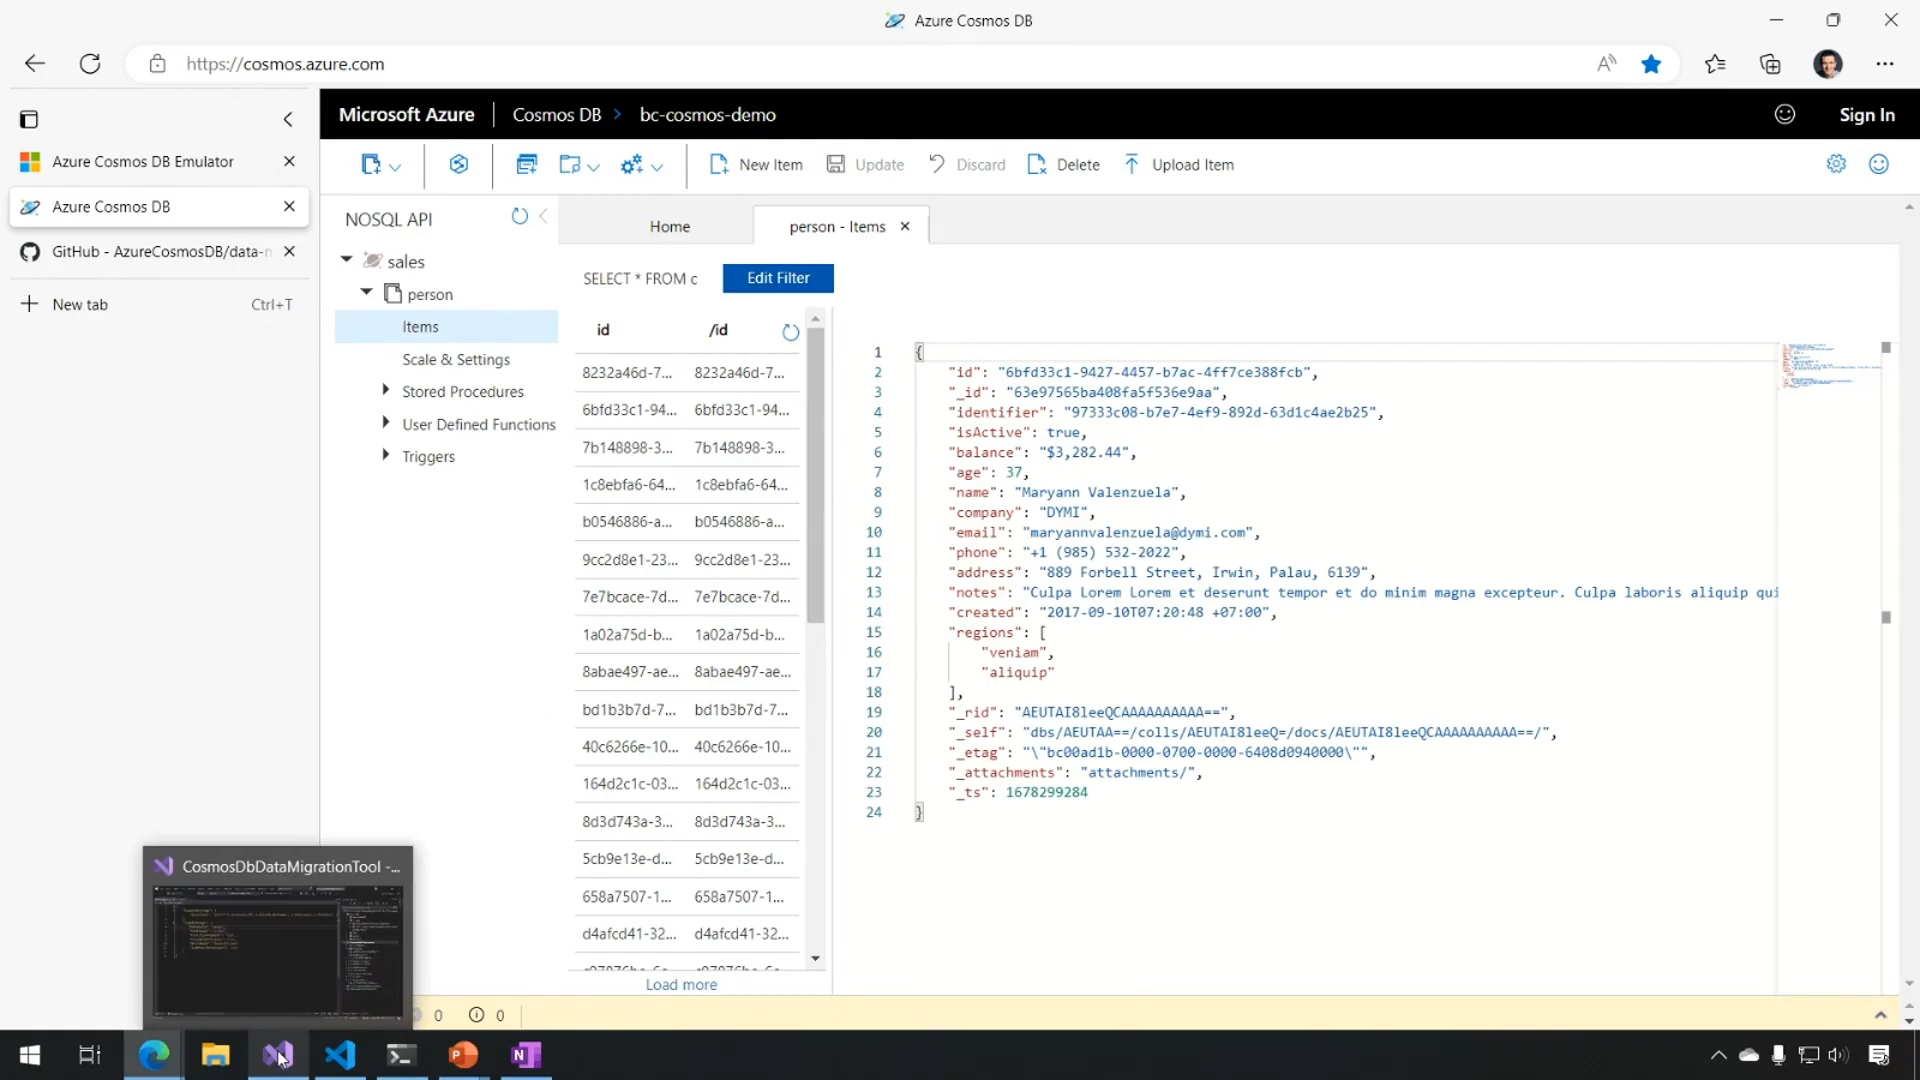 Azure Cosmos DB
https://cosmos.azure.com
Azure Cosmos DB Emulator
Azure Cosmos DB
GitHub - AzureCosmosDB/data-
New tab
Ctrl+T
Microsoft Azure
Cosmos DB > bc-cosmos-demo
Sign In
New Item
Update
Discard
Delete
Upload Item
NOSQL API
sales
person
Items
Scale & Settings
Stored Procedures
User Defined Functions
Triggers
Home
person - Items
SELECT * FROM c
Edit Filter
id /id
8232a46d-7... 8232a46d-7...
6bfd33c1-94... 6bfd33c1-94...
7b148898-3... 7b148898-3...
1c8ebfa6-64... 1c8ebfa6-64...
b0546886-a... b0546886-a...
9cc2d8e1-23... 9cc2d8e1-23...
7e7bcace-7d... 7e7bcace-7d...
1a02a75d-b... 1a02a75d-b...
8abae497-ae... 8abae497-ae...
bd1b3b7d-7... bd1b3b7d-7...
40c6266e-10... 40c6266e-10...
164d2c1c-03... 164d2c1c-03...
8d3d743a-3... 8d3d743a-3...
5cb9e13e-d... 5cb9e13e-d...
658a7507-1... 658a7507-1...
d4afcd41-32... d4afcd41-32...
Load more
1 {
2 "id": "6bfd33c1-9427-4457-b7ac-4ff7ce388fcb",
3 "_id": "63e97565ba408fa5f536e9aa",
4 "identifier": "97333c08-b7e7-4ef9-892d-63d1c4ae2b25",
5 "isActive": true,
6 "balance": "$3,282.44",
7 "age": 37,
8 "name": "Maryann Valenzuela",
9 "company": "DYMI",
10 "email": "maryannvalenzuela@dymi.com",
11 "phone": "+1 (985) 532-2022",
12 "address": "889 Forbell Street, Irwin, Palau, 6139",
13 "notes": "Culpa Lorem Lorem et deserunt tempor et do minim magna excepteur. Culpa laboris aliquip qui
14 "created": "2017-09-10T07:20:48 +07:00",
15 "regions": [
16 "veniam",
17 "aliquip"
18 ],
19 "_rid": "AEUTAI8leeQCAAAAAAAAAA==",
20 "_self": "dbs/AEUTAA==/colls/AEUTAI8leeQ=/docs/AEUTAI8leeQCAAAAAAAAAA==/",
21 "_etag": "\"bc00ad1b-0000-0700-0000-6408d0940000\"",
22 "_attachments": "attachments/",
23 "_ts": 1678299284
24 }
CosmosDbDataMigrationTool -...
0 0